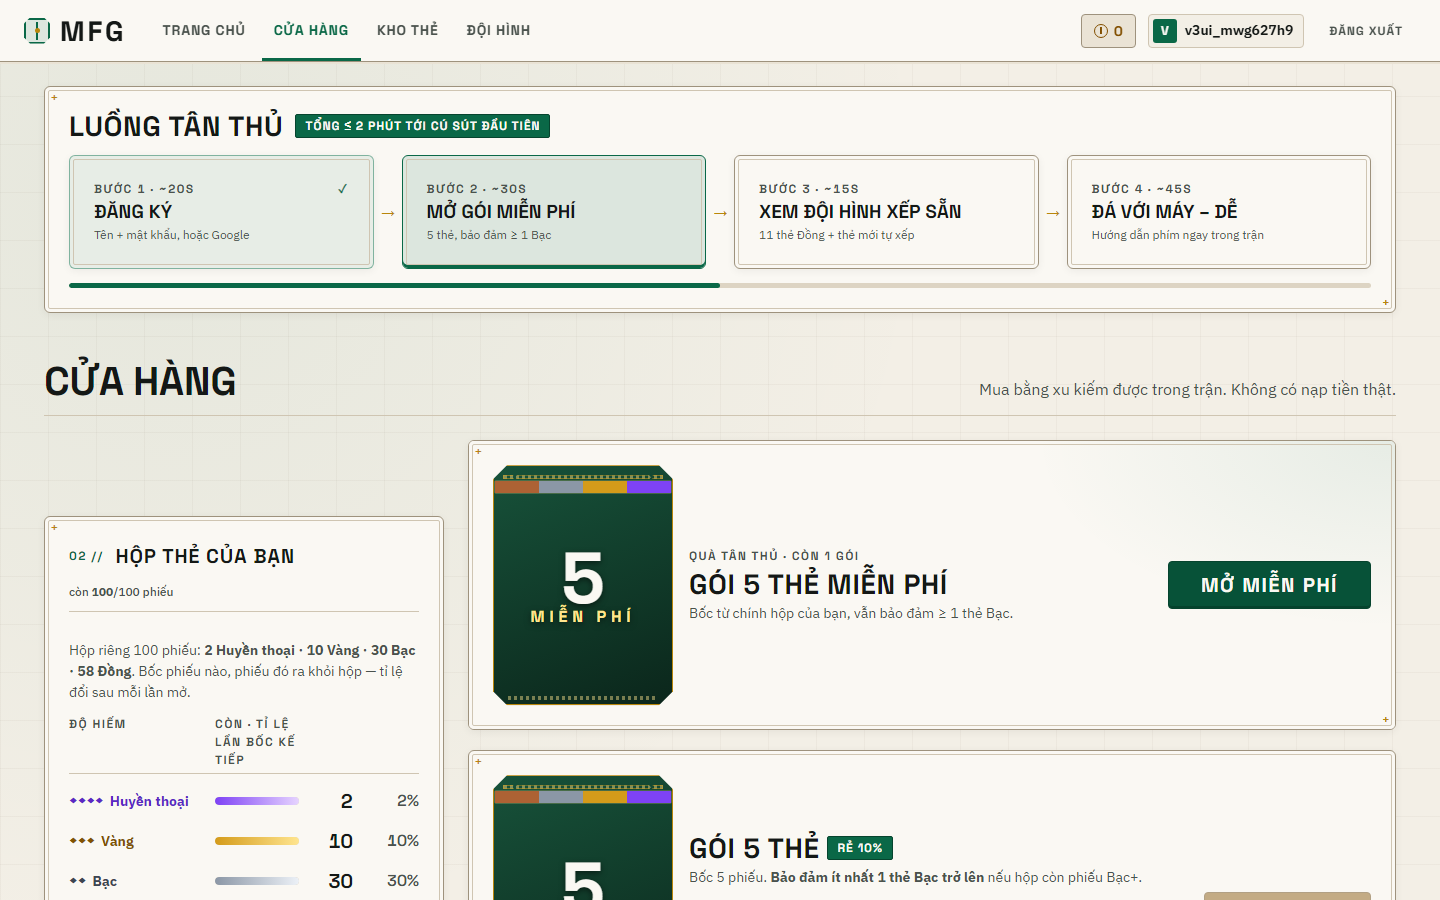 MFG
TRANG CHỦ
CỬA HÀNG
KHO THẺ
ĐỘI HÌNH
0
V
v3ui_mwg627h9
ĐĂNG XUẤT
LUỒNG TÂN THỦ
TỔNG ≤ 2 PHÚT TỚI CÚ SÚT ĐẦU TIÊN
BƯỚC 1 · ~20S ✓
ĐĂNG KÝ
Tên + mật khẩu, hoặc Google
→
BƯỚC 2 · ~30S
MỞ GÓI MIỄN PHÍ
5 thẻ, bảo đảm ≥ 1 Bạc
→
BƯỚC 3 · ~15S
XEM ĐỘI HÌNH XẾP SẴN
11 thẻ Đồng + thẻ mới tự xếp
→
BƯỚC 4 · ~45S
ĐÁ VỚI MÁY – DỄ
Hướng dẫn phím ngay trong trận
CỬA HÀNG
Mua bằng xu kiếm được trong trận. Không có nạp tiền thật.
02 // HỘP THẺ CỦA BẠN
còn 100/100 phiếu
Hộp riêng 100 phiếu: 2 Huyền thoại · 10 Vàng · 30 Bạc
· 58 Đồng. Bốc phiếu nào, phiếu đó ra khỏi hộp — tỉ lệ
đổi sau mỗi lần mở.
ĐỘ HIẾM
CÒN · TỈ LỆ
LẦN BỐC KẾ
TIẾP
Huyền thoại 2 2%
Vàng 10 10%
Bạc 30 30%
5
MIỄN PHÍ
QUÀ TÂN THỦ · CÒN 1 GÓI
GÓI 5 THẺ MIỄN PHÍ
Bốc từ chính hộp của bạn, vẫn bảo đảm ≥ 1 thẻ Bạc.
MỞ MIỄN PHÍ
5
GÓI 5 THẺ
RẺ 10%
Bốc 5 phiếu. Bảo đảm ít nhất 1 thẻ Bạc trở lên nếu hộp còn phiếu Bạc+.